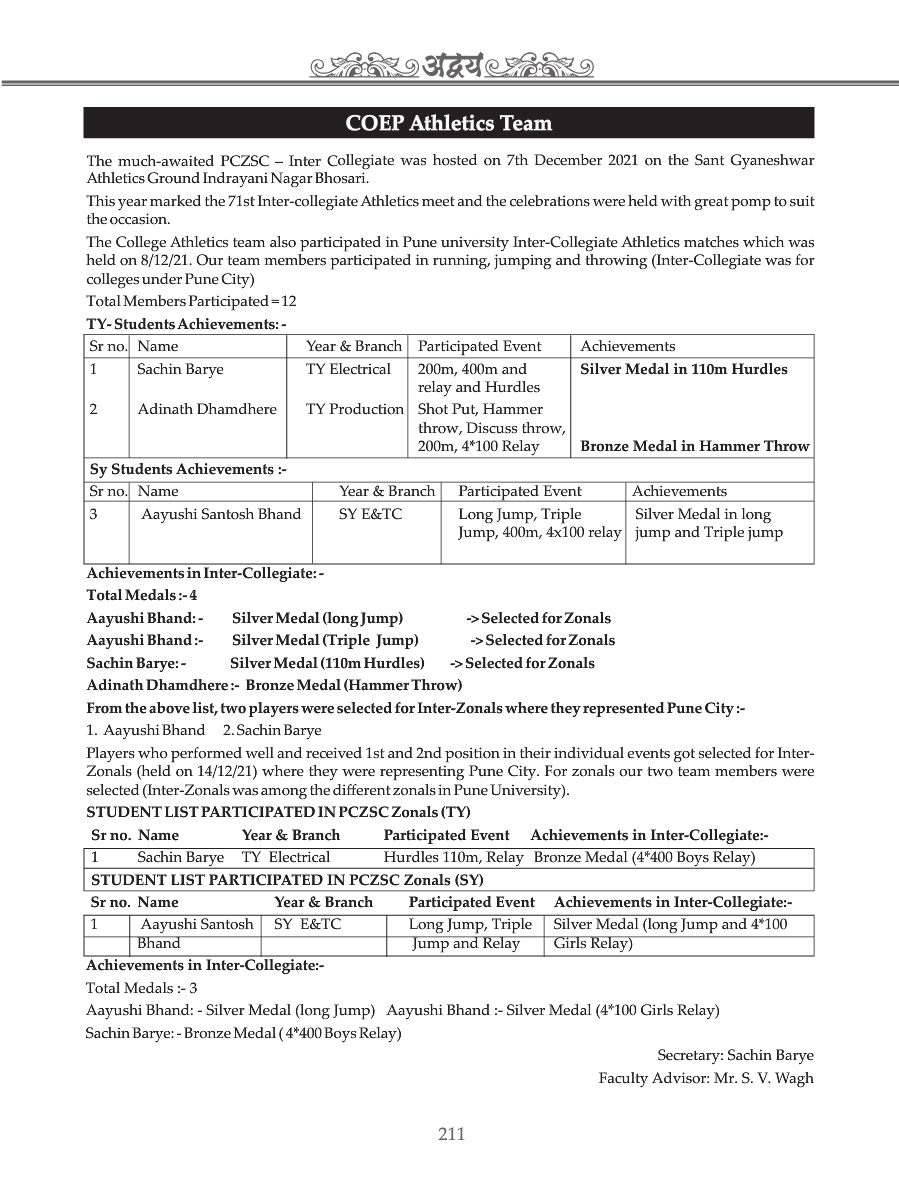 अद्वय
COEP Athletics Team
The much-awaited PCZSC – Inter Collegiate was hosted on 7th December 2021 on the Sant Gyaneshwar
Athletics Ground Indrayani Nagar Bhosari.
This year marked the 71st Inter-collegiate Athletics meet and the celebrations were held with great pomp to suit
the occasion.
The College Athletics team also participated in Pune university Inter-Collegiate Athletics matches which was
held on 8/12/21. Our team members participated in running, jumping and throwing (Inter-Collegiate was for
colleges under Pune City)
Total Members Participated = 12
TY- Students Achievements: -
Sr no. Name Year & Branch Participated Event Achievements
1 Sachin Barye TY Electrical 200m, 400m and Silver Medal in 110m Hurdles
relay and Hurdles
2 Adinath Dhamdhere TY Production Shot Put, Hammer
throw, Discuss throw,
200m, 4*100 Relay Bronze Medal in Hammer Throw
Sy Students Achievements :-
Sr no. Name Year & Branch Participated Event Achievements
3 Aayushi Santosh Bhand SY E&TC Long Jump, Triple Silver Medal in long
Jump, 400m, 4x100 relay jump and Triple jump
Achievements in Inter-Collegiate: -
Total Medals :- 4
Aayushi Bhand: - Silver Medal (long Jump) -> Selected for Zonals
Aayushi Bhand :- Silver Medal (Triple Jump) -> Selected for Zonals
Sachin Barye: - Silver Medal (110m Hurdles) -> Selected for Zonals
Adinath Dhamdhere :- Bronze Medal (Hammer Throw)
From the above list, two players were selected for Inter-Zonals where they represented Pune City :-
1. Aayushi Bhand 2. Sachin Barye
Players who performed well and received 1st and 2nd position in their individual events got selected for Inter-
Zonals (held on 14/12/21) where they were representing Pune City. For zonals our two team members were
selected (Inter-Zonals was among the different zonals in Pune University).
STUDENT LIST PARTICIPATED IN PCZSC Zonals (TY)
Sr no. Name Year & Branch Participated Event Achievements in Inter-Collegiate:-
1 Sachin Barye TY Electrical Hurdles 110m, Relay Bronze Medal (4*400 Boys Relay)
STUDENT LIST PARTICIPATED IN PCZSC Zonals (SY)
Sr no. Name Year & Branch Participated Event Achievements in Inter-Collegiate:-
1 Aayushi Santosh SY E&TC Long Jump, Triple Silver Medal (long Jump and 4*100
Bhand Jump and Relay Girls Relay)
Achievements in Inter-Collegiate:-
Total Medals :- 3
Aayushi Bhand: - Silver Medal (long Jump) Aayushi Bhand :- Silver Medal (4*100 Girls Relay)
Sachin Barye: - Bronze Medal ( 4*400 Boys Relay)
Secretary: Sachin Barye
Faculty Advisor: Mr. S. V. Wagh
211